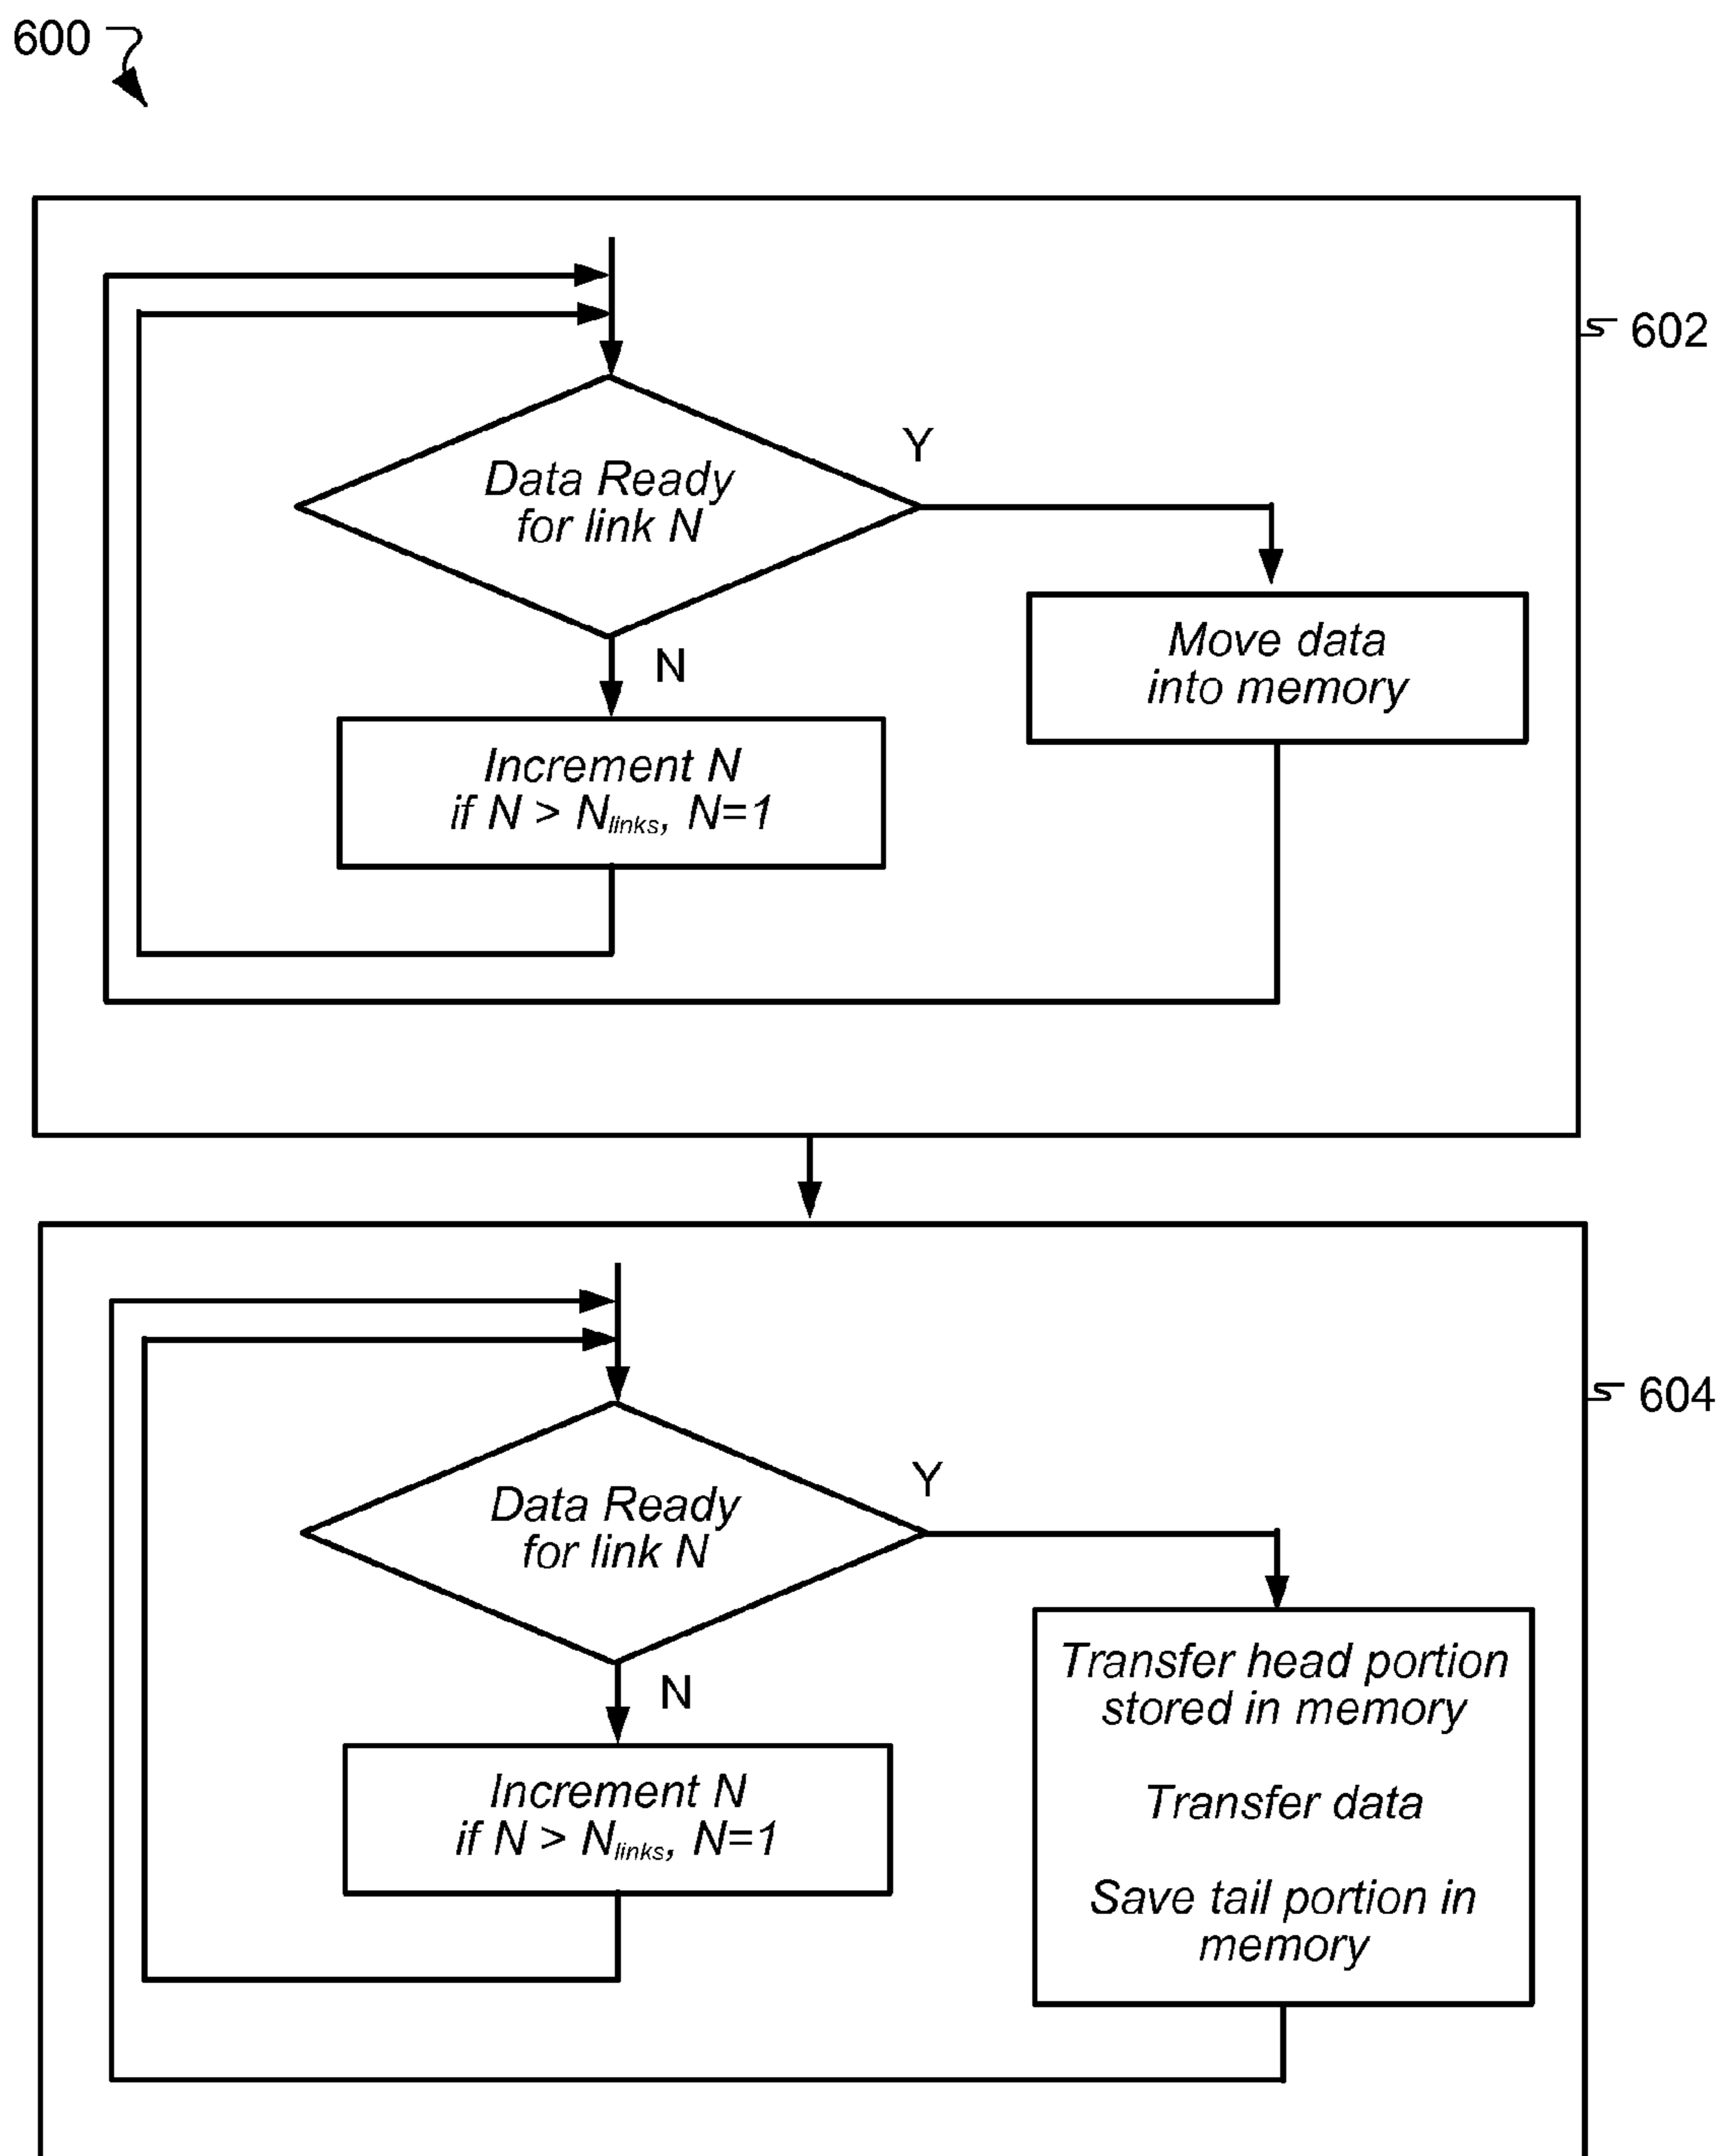 600
602
Data Ready
for link N
Y
N
Move data
into memory
Increment N
if N > Nlinks, N=1
604
Data Ready
for link N
Y
N
Transfer head portion
stored in memory
Transfer data
Save tail portion in
memory
Increment N
if N > Nlinks, N=1